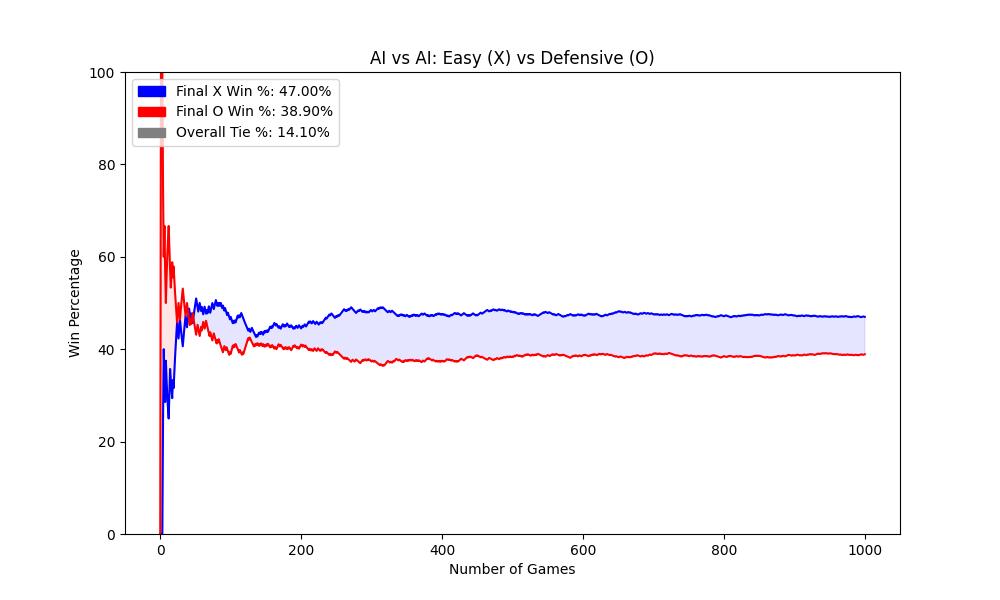 AI vs AI: Easy (X) vs Defensive (O)
Final X Win %: 47.00%
Final O Win %: 38.90%
Overall Tie %: 14.10%
100
80
60
40
20
0
Win Percentage
0 200 400 600 800 1000
Number of Games